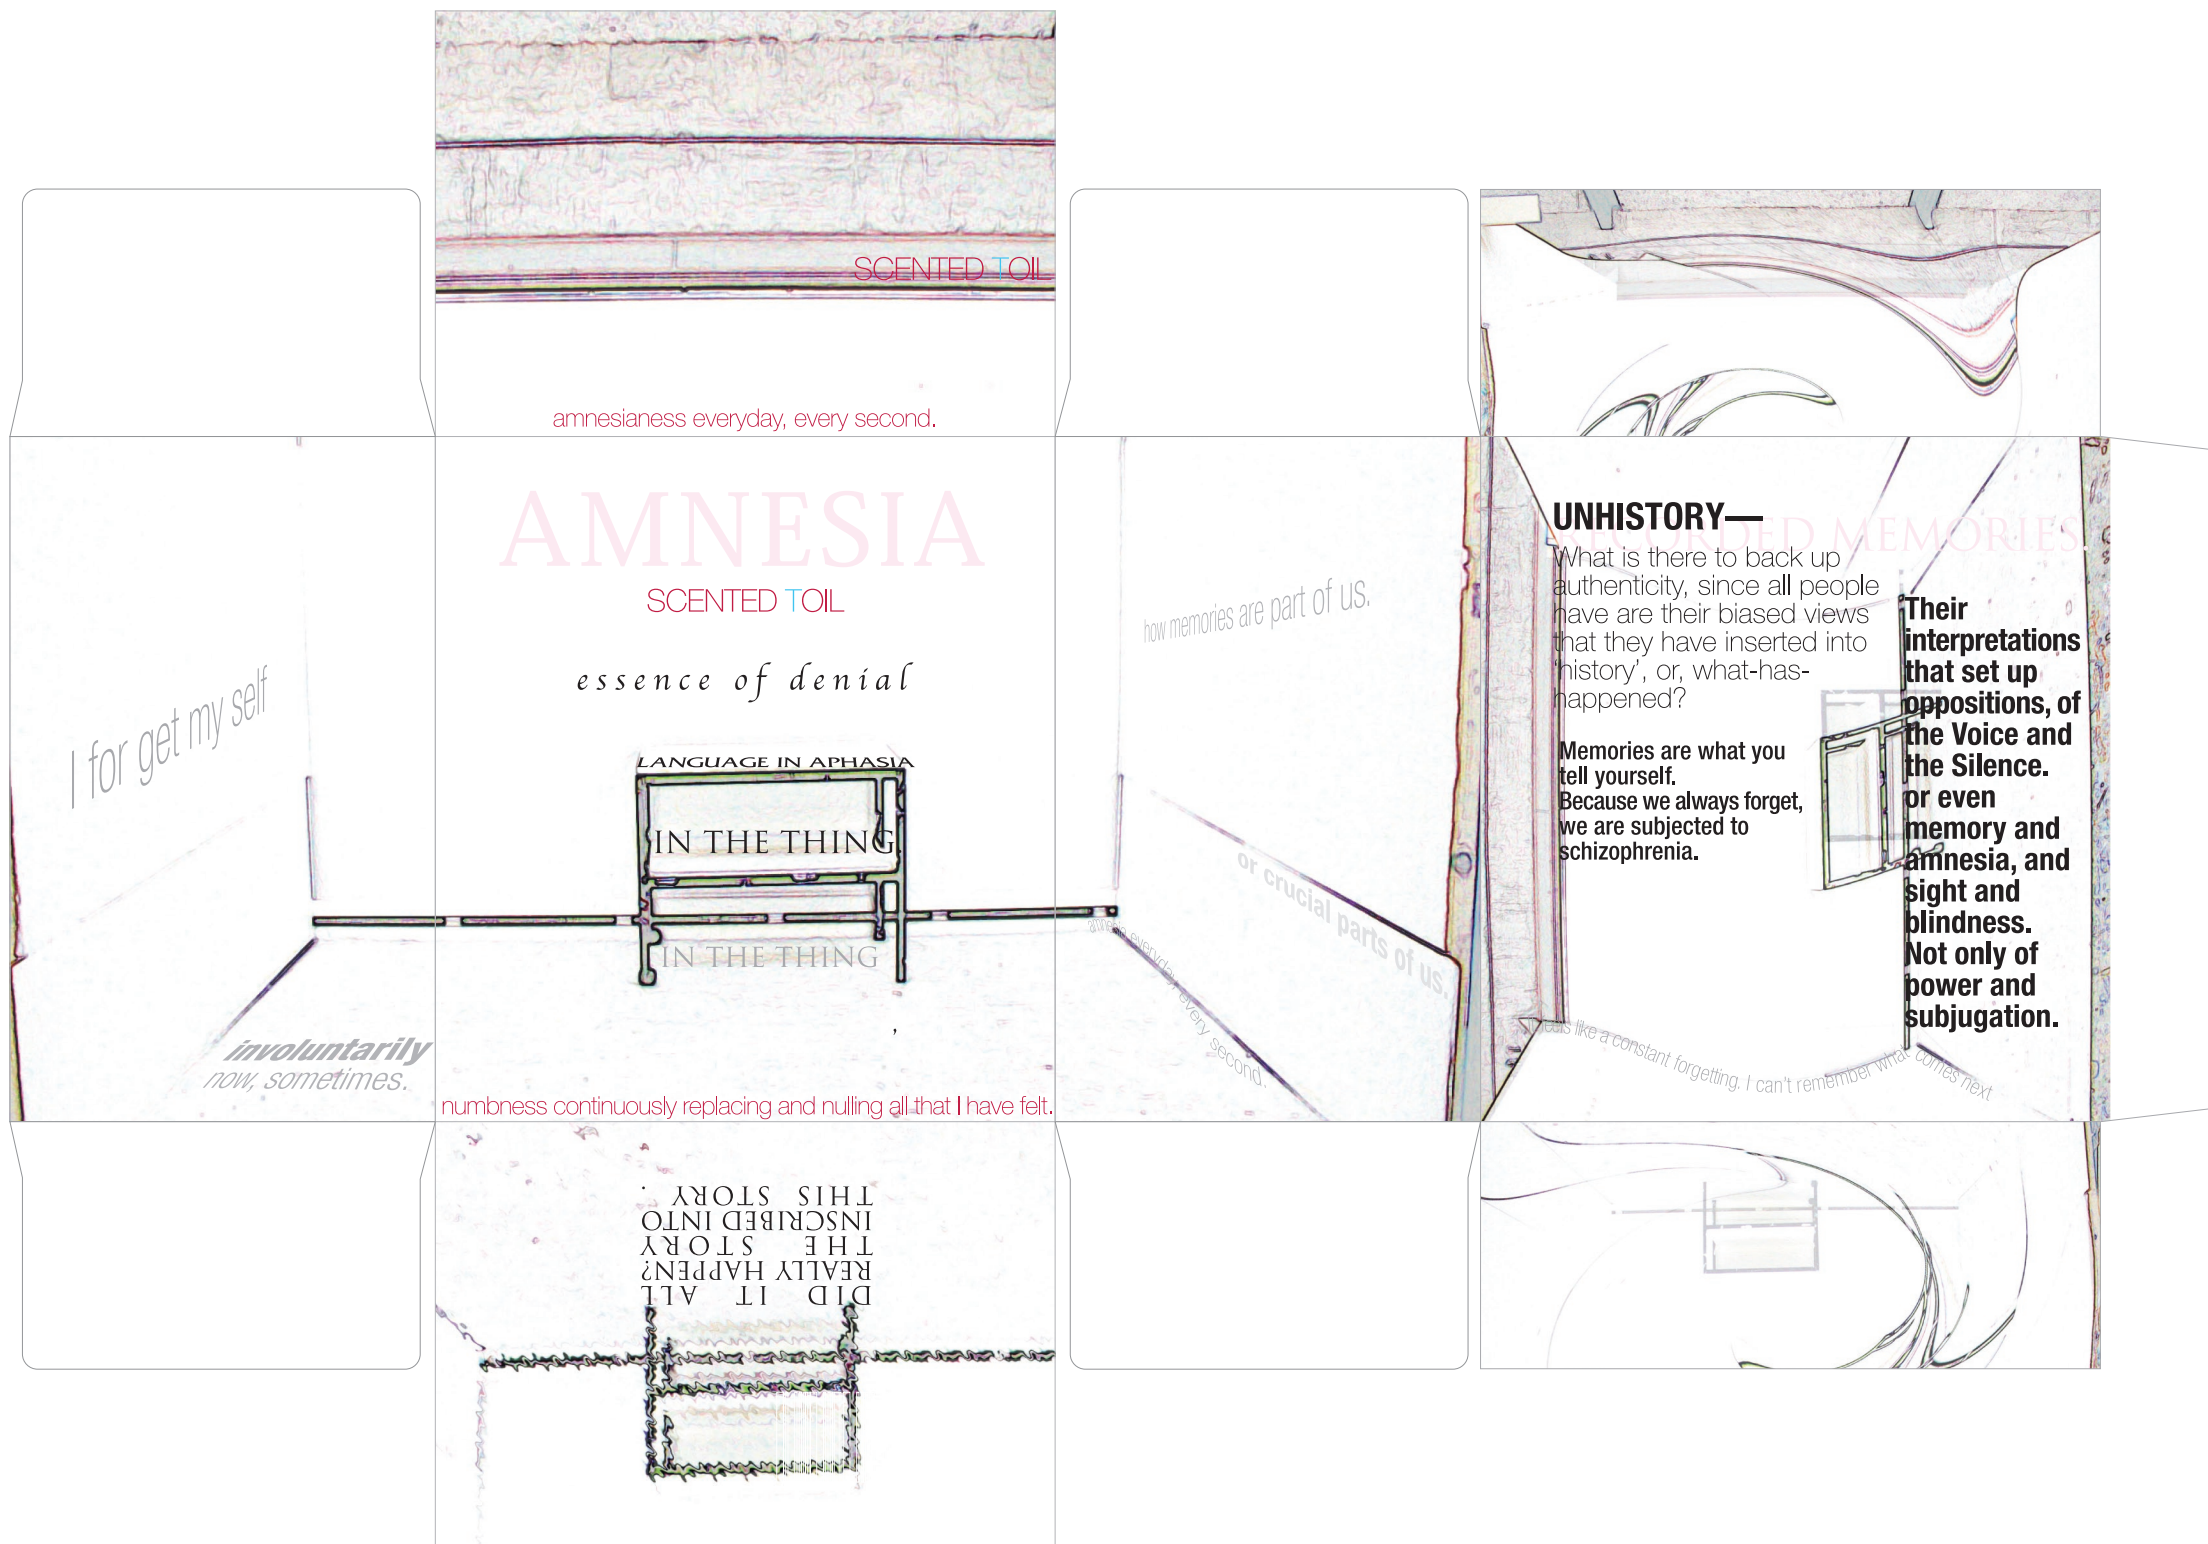 SCENTED TOIL
amnesianess everyday, every second.
AMNESIA
SCENTED TOIL
essence of denial
LANGUAGE IN APHASIA
IN THE THING
IN THE THING
,
numbness continuously replacing and nulling all that I have felt.
I for get my self
involuntarily
now, sometimes.
how memories are part of us.
or crucial parts of us.
everyday, every second.
UNHISTORY—
RECORDED MEMORIES
What is there to back up
authenticity, since all people
have are their biased views
that they have inserted into
'history', or, what-has-
happened?
Memories are what you
tell yourself.
Because we always forget,
we are subjected to
schizophrenia.
Their
interpretations
that set up
oppositions, of
the Voice and
the Silence.
or even
memory and
amnesia, and
sight and
blindness.
Not only of
power and
subjugation.
like a constant forgetting. I can't remember what comes next
DID IT ALL
REALLY HAPPEN?
THE STORY
INSCRIBED INTO
THIS STORY .